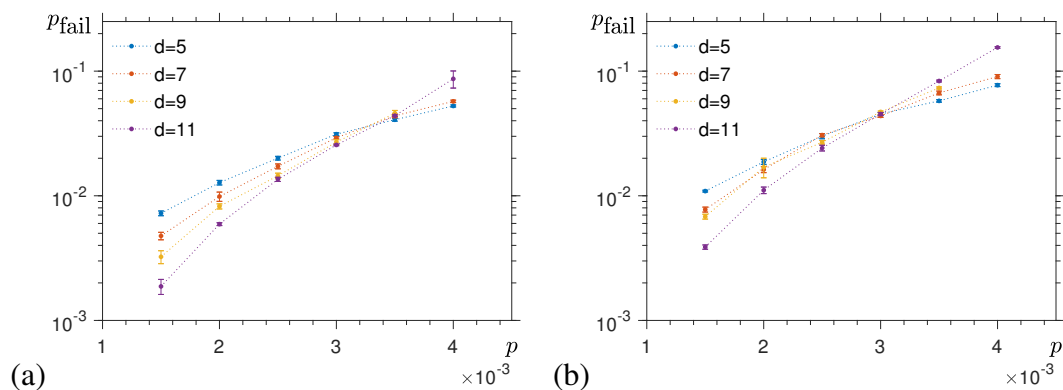 p_fail
10^-1
10^-2
10^-3
d=5
d=7
d=9
d=11
1 2 3 4 p
×10^-3
(a)
p_fail
10^-1
10^-2
10^-3
d=5
d=7
d=9
d=11
1 2 3 4 p
×10^-3
(b)